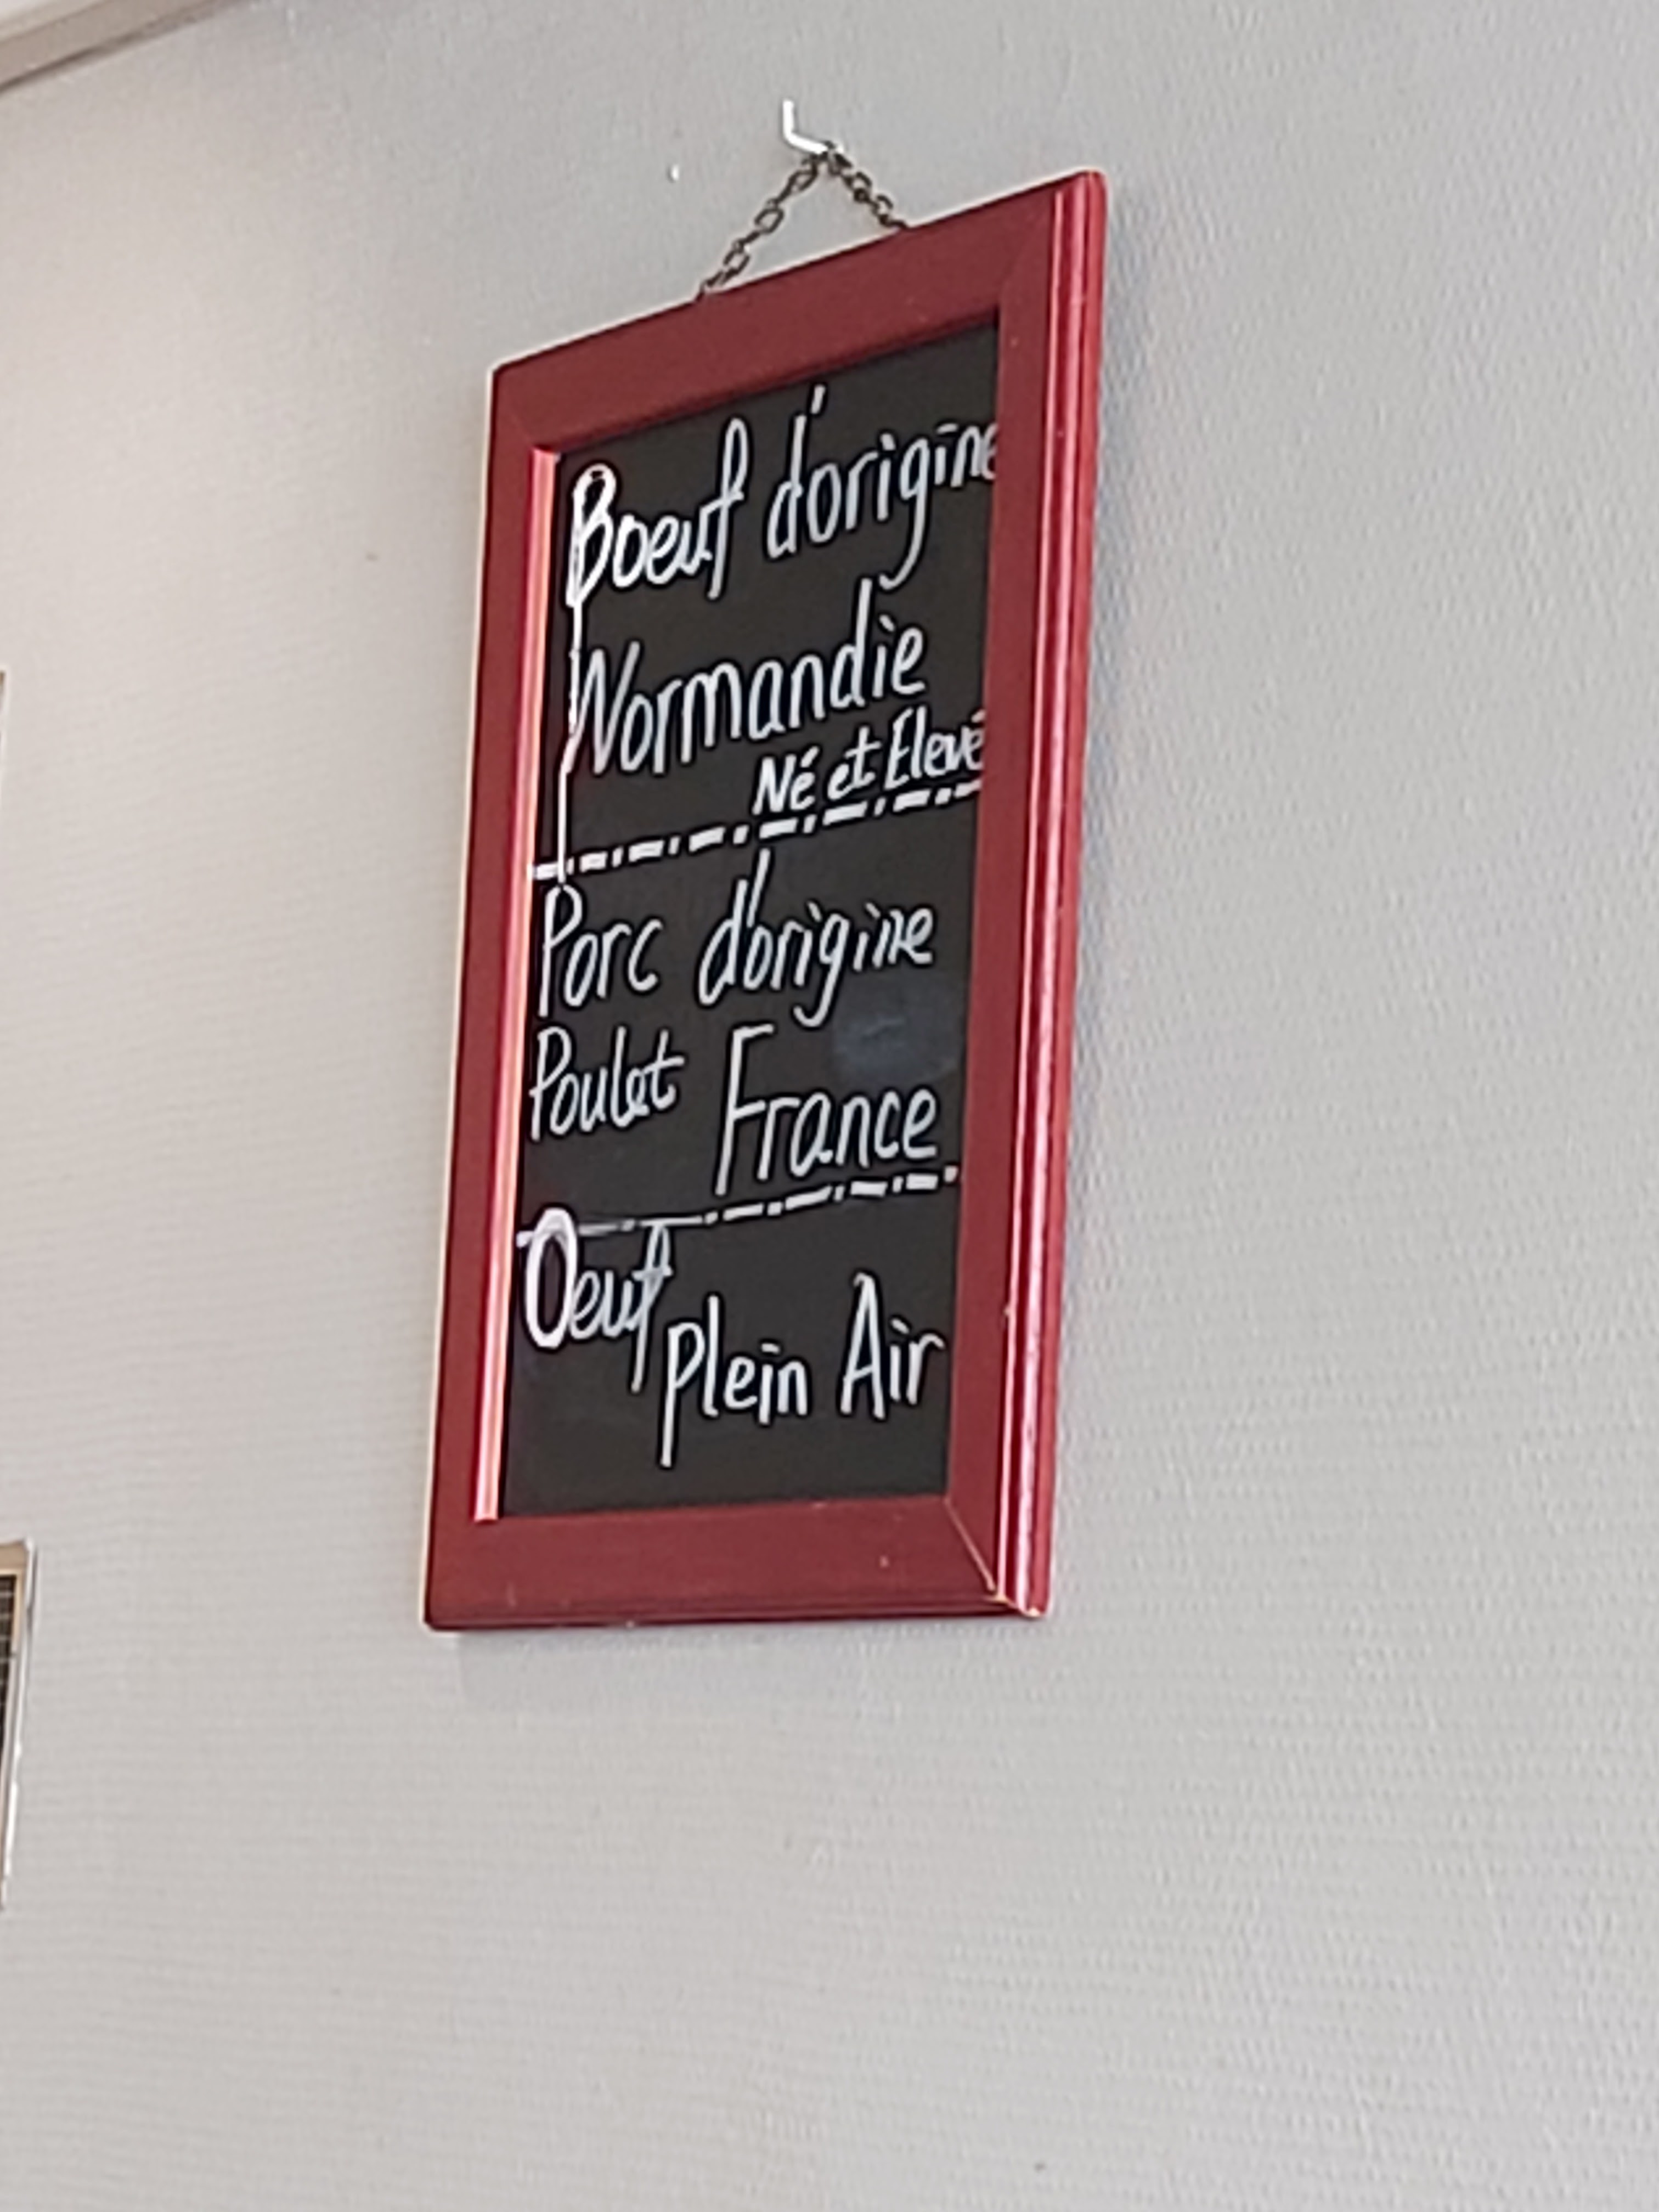 Boeuf d'origine
Normandie
Né et Elevé
Porc d'origine
Poulet France
Oeuf
plein Air